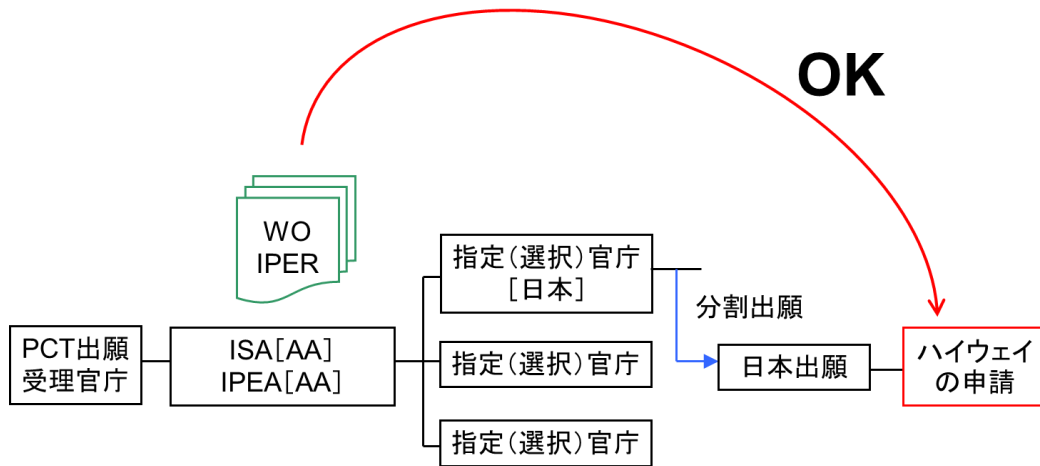 OK
WO
IPER
指定(選択)官庁
[日本]
分割出願
PCT出願
受理官庁
ISA[AA]
IPEA[AA]
指定(選択)官庁
日本出願
ハイウェイ
の申請
指定(選択)官庁